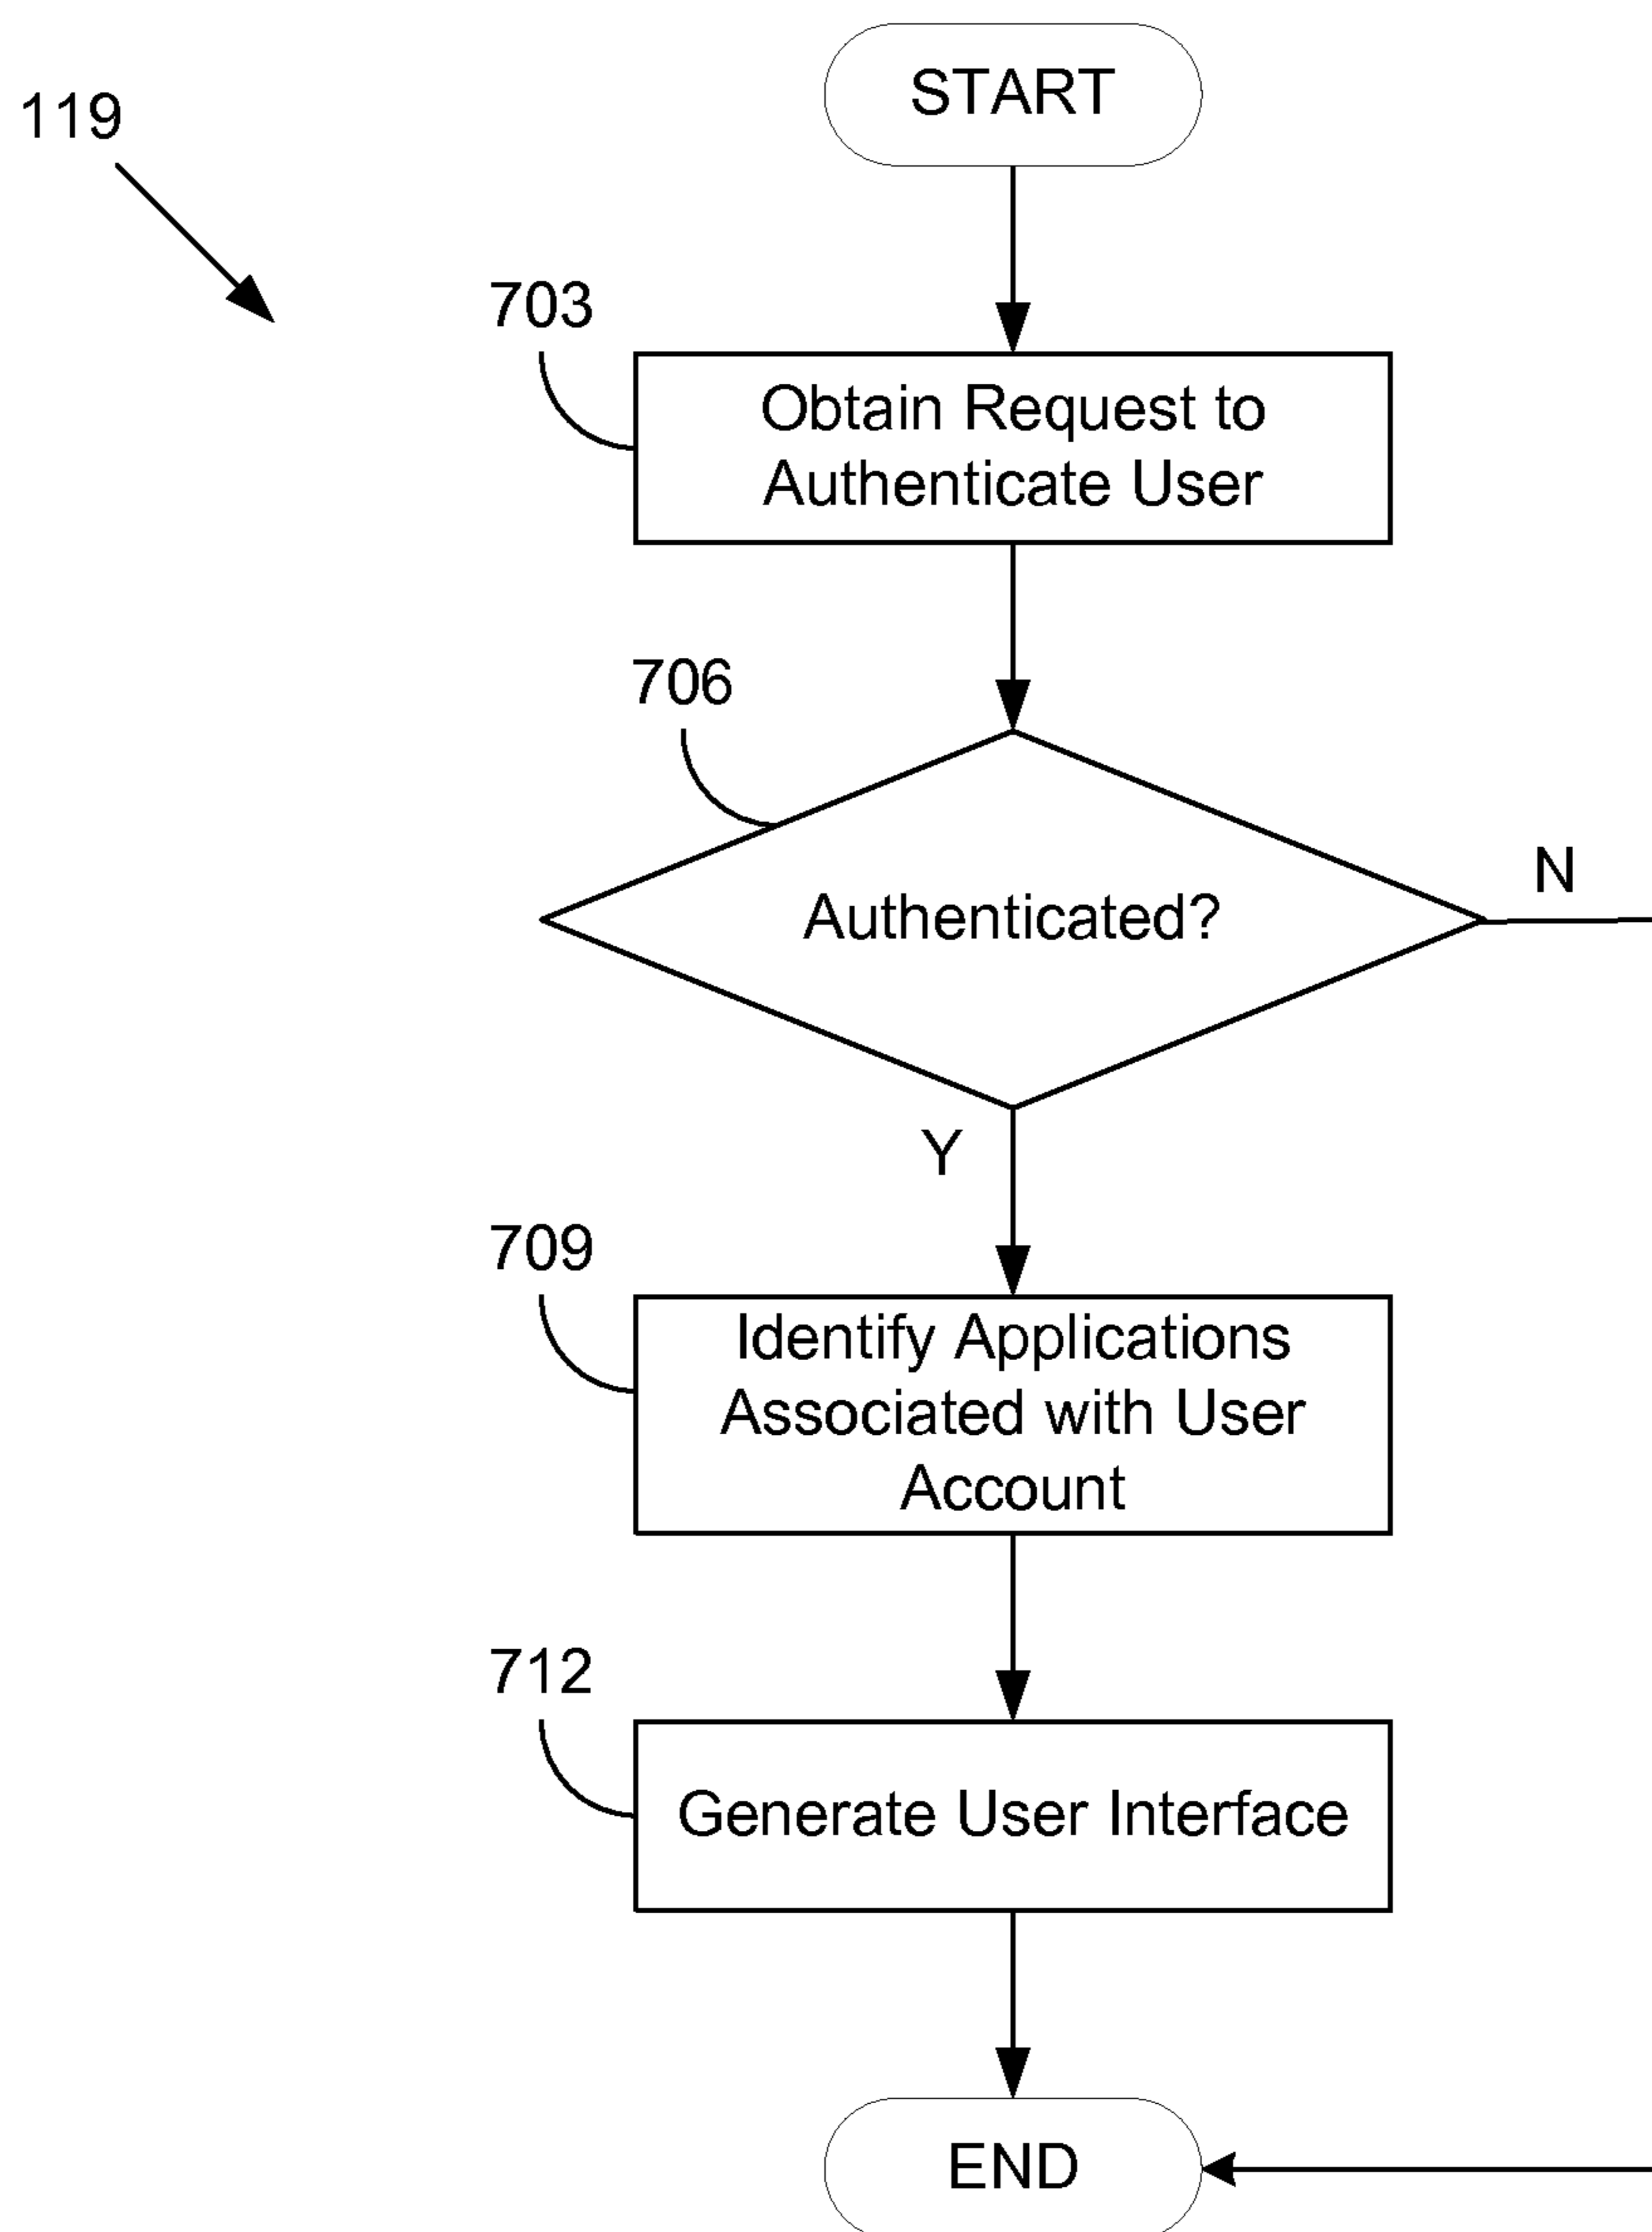 START
119
703
Obtain Request to
Authenticate User
706
Authenticated?
N
Y
709
Identify Applications
Associated with User
Account
712
Generate User Interface
END